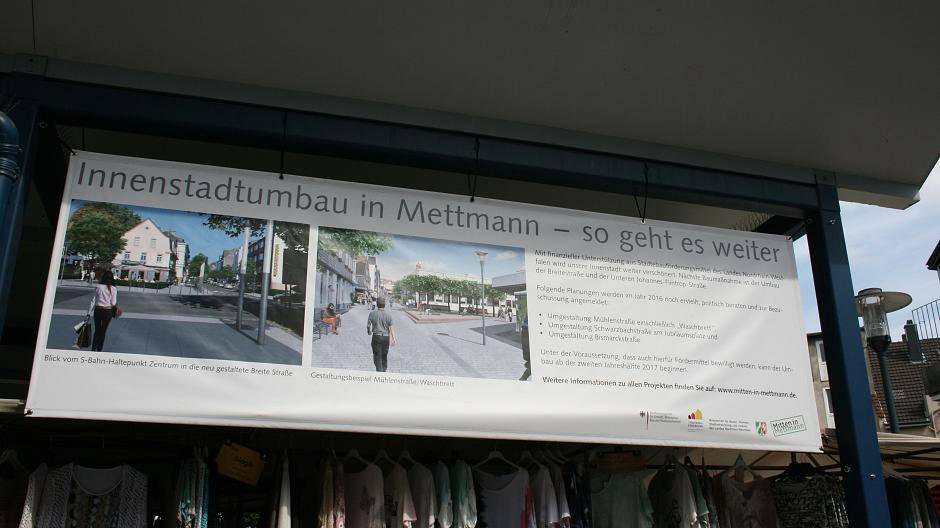 Innenstadtumbau in Mettmann – so geht es weiter
Mit finanzieller Unterstützung aus Städtebaufördermitteln des Landes Nordrhein-West-
falen wird unsere Innenstadt weiter verschönert. Nächste Baumaßnahme ist der Umbau
der Breitestraße und der Unteren Johannes-Flintrop-Straße.
Folgende Planungen werden im Jahr 2016 noch erstellt, politisch beraten und zur Bezu-
schussung angemeldet:
• Umgestaltung Mühlenstraße einschließlich „Waschbrett“,
• Umgestaltung Schwarzbachstraße am Jubiläumsplatz und
• Umgestaltung Bismarckstraße.
Unter der Voraussetzung, dass auch hierfür Fördermittel bewilligt werden, kann der Um-
bau ab der zweiten Jahreshälfte 2017 beginnen.
Weitere Informationen zu allen Projekten finden Sie auf: www.mitten-in-mettmann.de.
Blick vom S-Bahn-Haltepunkt Zentrum in die neu gestaltete Breite Straße
Gestaltungsbeispiel Mühlenstraße/Waschbrett
Mitten in
Mettmann